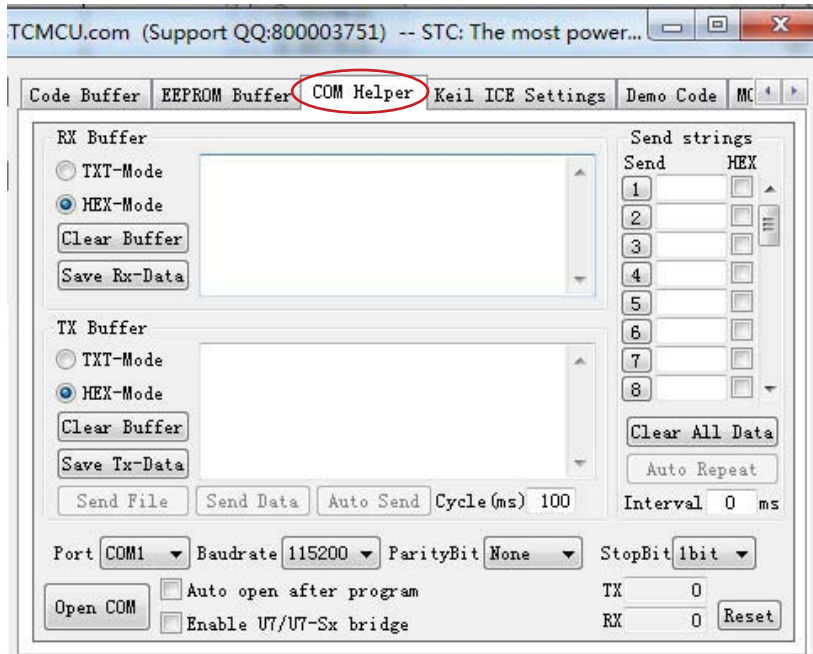 TCMCU.com (Support QQ:800003751) -- STC: The most power...
Code Buffer EEPROM Buffer COM Helper Keil ICE Settings Demo Code
RX Buffer
TXT-Mode
HEX-Mode
Clear Buffer
Save Rx-Data
Send strings
Send HEX
1
2
3
4
5
6
7
8
Clear All Data
Auto Repeat
Interval 0 ms
TX Buffer
TXT-Mode
HEX-Mode
Clear Buffer
Save Tx-Data
Send File Send Data Auto Send Cycle(ms) 100
Port COM1 Baudrate 115200 ParityBit None StopBit 1bit
Open COM
Auto open after program
Enable U7/U7-Sx bridge
TX 0
RX 0
Reset